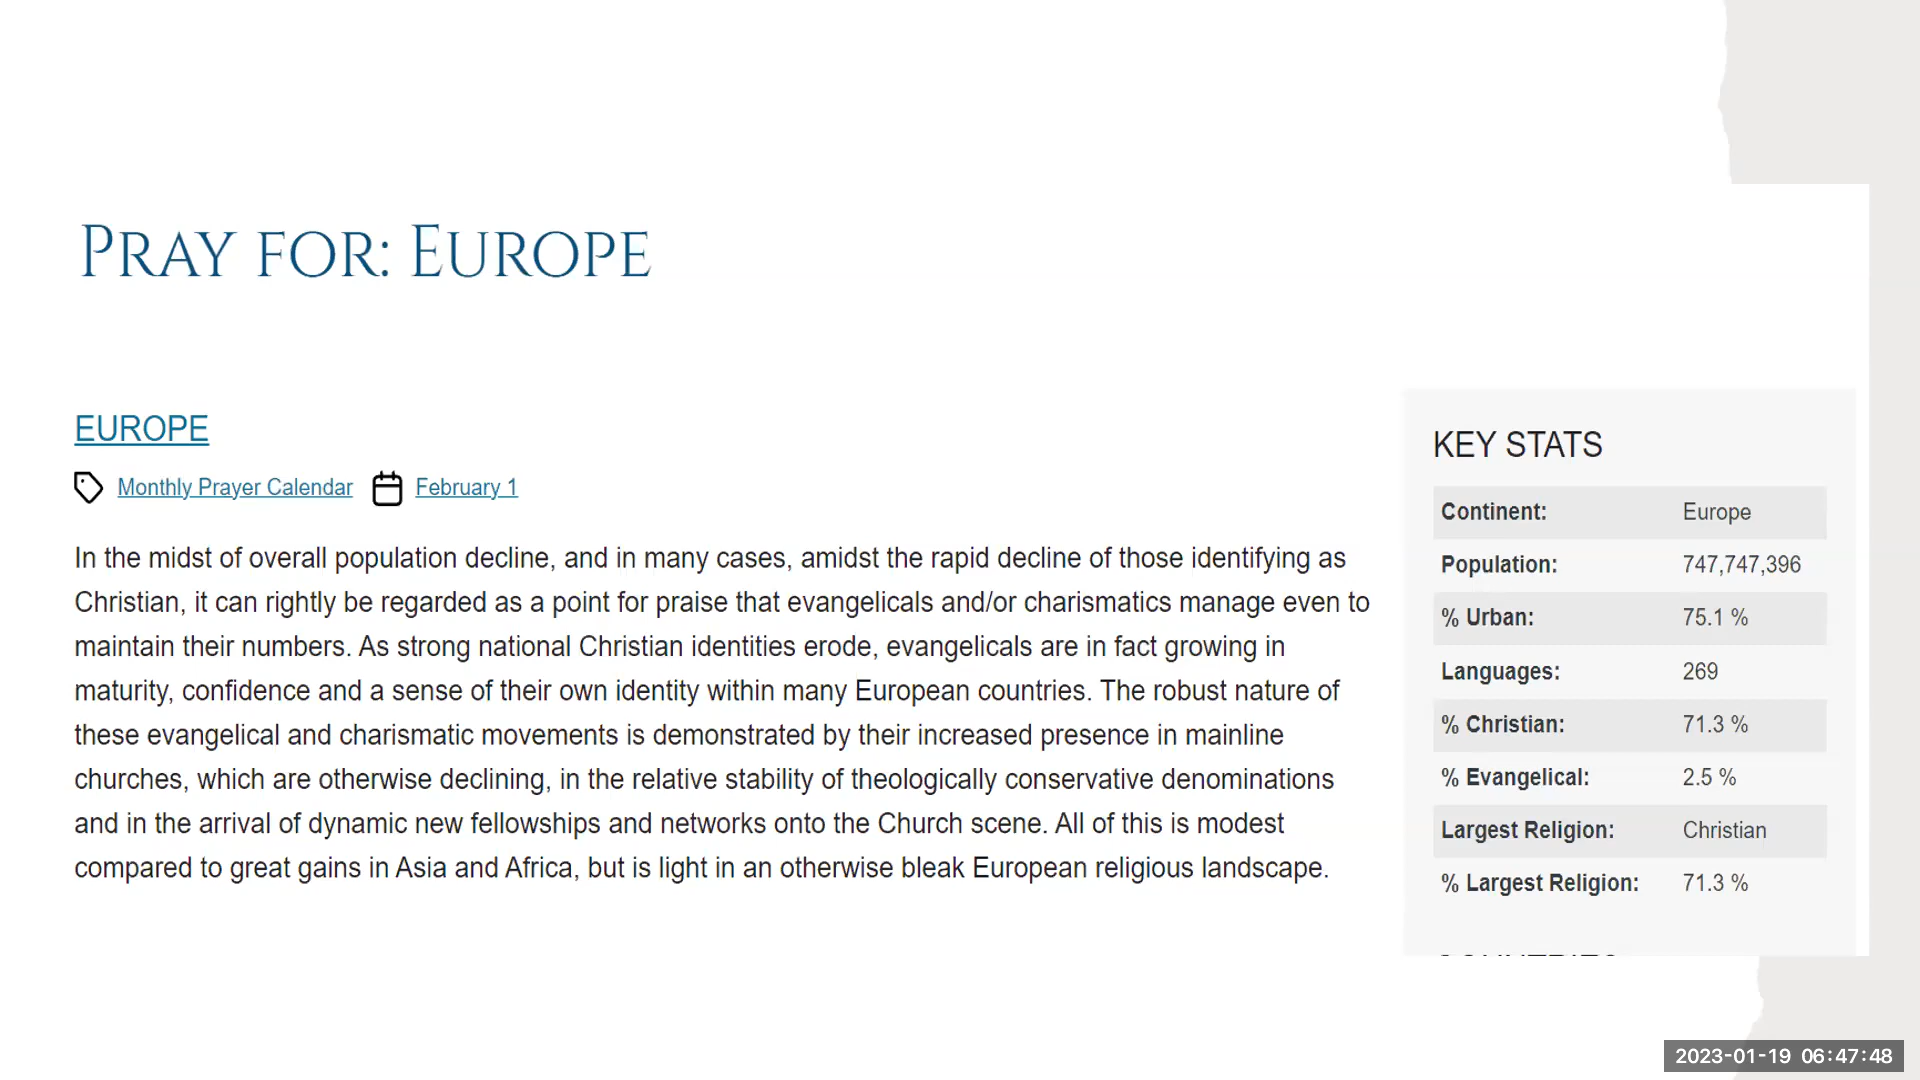 PRAY FOR: EUROPE
EUROPE
Monthly Prayer Calendar February 1
In the midst of overall population decline, and in many cases, amidst the rapid decline of those identifying as
Christian, it can rightly be regarded as a point for praise that evangelicals and/or charismatics manage even to
maintain their numbers. As strong national Christian identities erode, evangelicals are in fact growing in
maturity, confidence and a sense of their own identity within many European countries. The robust nature of
these evangelical and charismatic movements is demonstrated by their increased presence in mainline
churches, which are otherwise declining, in the relative stability of theologically conservative denominations
and in the arrival of dynamic new fellowships and networks onto the Church scene. All of this is modest
compared to great gains in Asia and Africa, but is light in an otherwise bleak European religious landscape.
KEY STATS
Continent: Europe
Population: 747,747,396
% Urban: 75.1 %
Languages: 269
% Christian: 71.3 %
% Evangelical: 2.5 %
Largest Religion: Christian
% Largest Religion: 71.3 %
2023-01-19 06:47:48